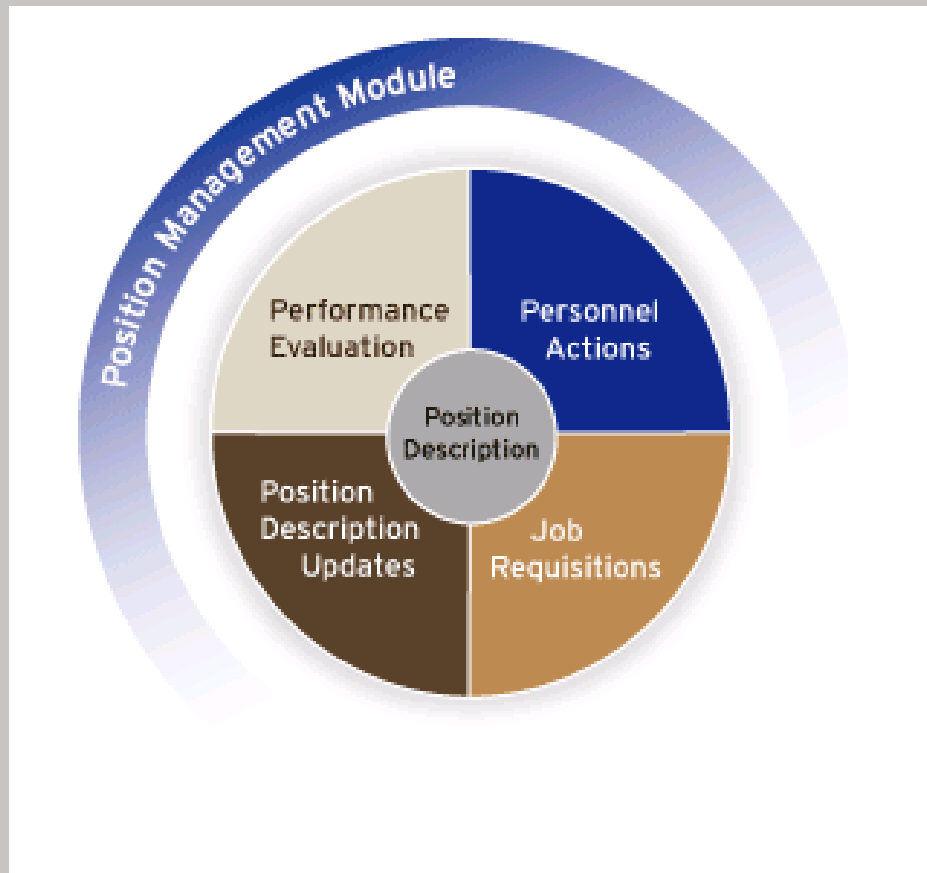 Position Management Module
Performance
Evaluation
Personnel
Actions
Position
Description
Position
Description
Updates
Job
Requisitions